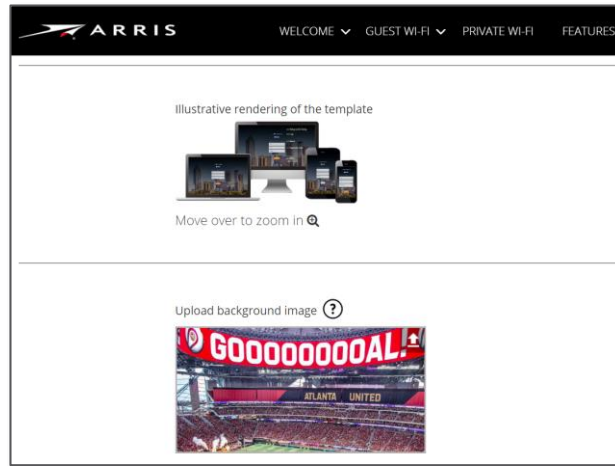 ARRIS WELCOME GUEST WI-FI PRIVATE WI-FI FEATURES
Illustrative rendering of the template
Move over to zoom in
Upload background image ?
GOOOOOOOOAL.
ATLANTA UNITED